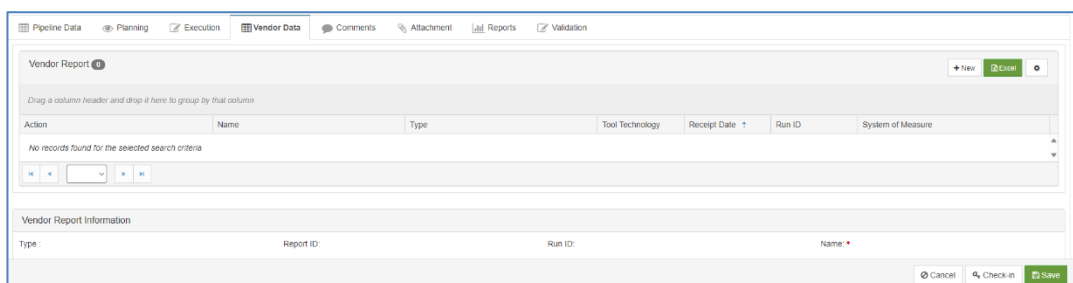 Pipeline Data Planning Execution Vendor Data Comments Attachment Reports Validation
Vendor Report 0
+ New Excel
Drag a column header and drop it here to group by that column
Action Name Type Tool Technology Receipt Date ↑ Run ID System of Measure
No records found for the selected search criteria
Vendor Report Information
Type : Report ID: Run ID: Name: *
Cancel Check-in Save